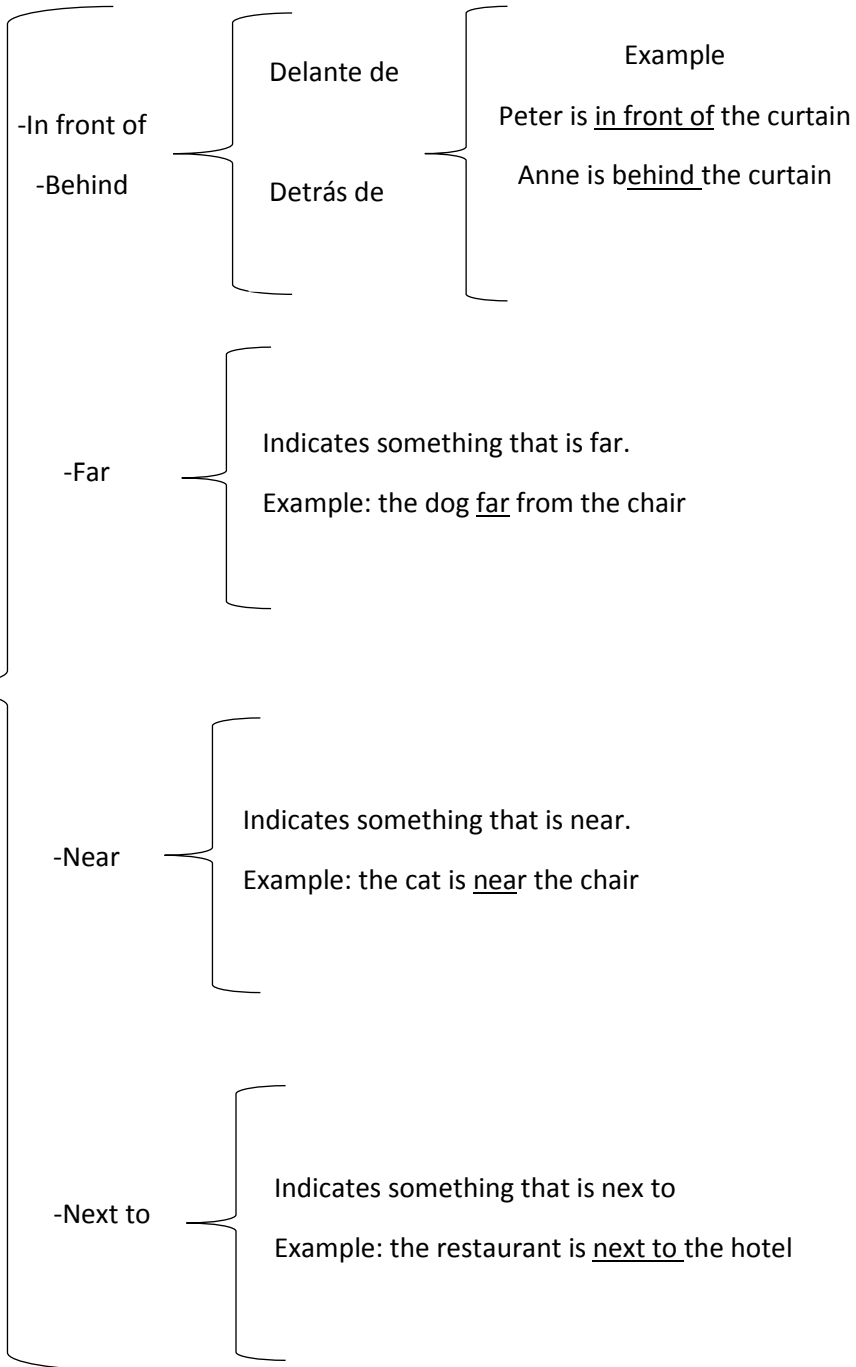 -In front of
-Behind
Delante de
Detrás de
Example
Peter is in front of the curtain
Anne is behind the curtain
-Far
Indicates something that is far.
Example: the dog far from the chair
-Near
Indicates something that is near.
Example: the cat is near the chair
-Next to
Indicates something that is nex to
Example: the restaurant is next to the hotel